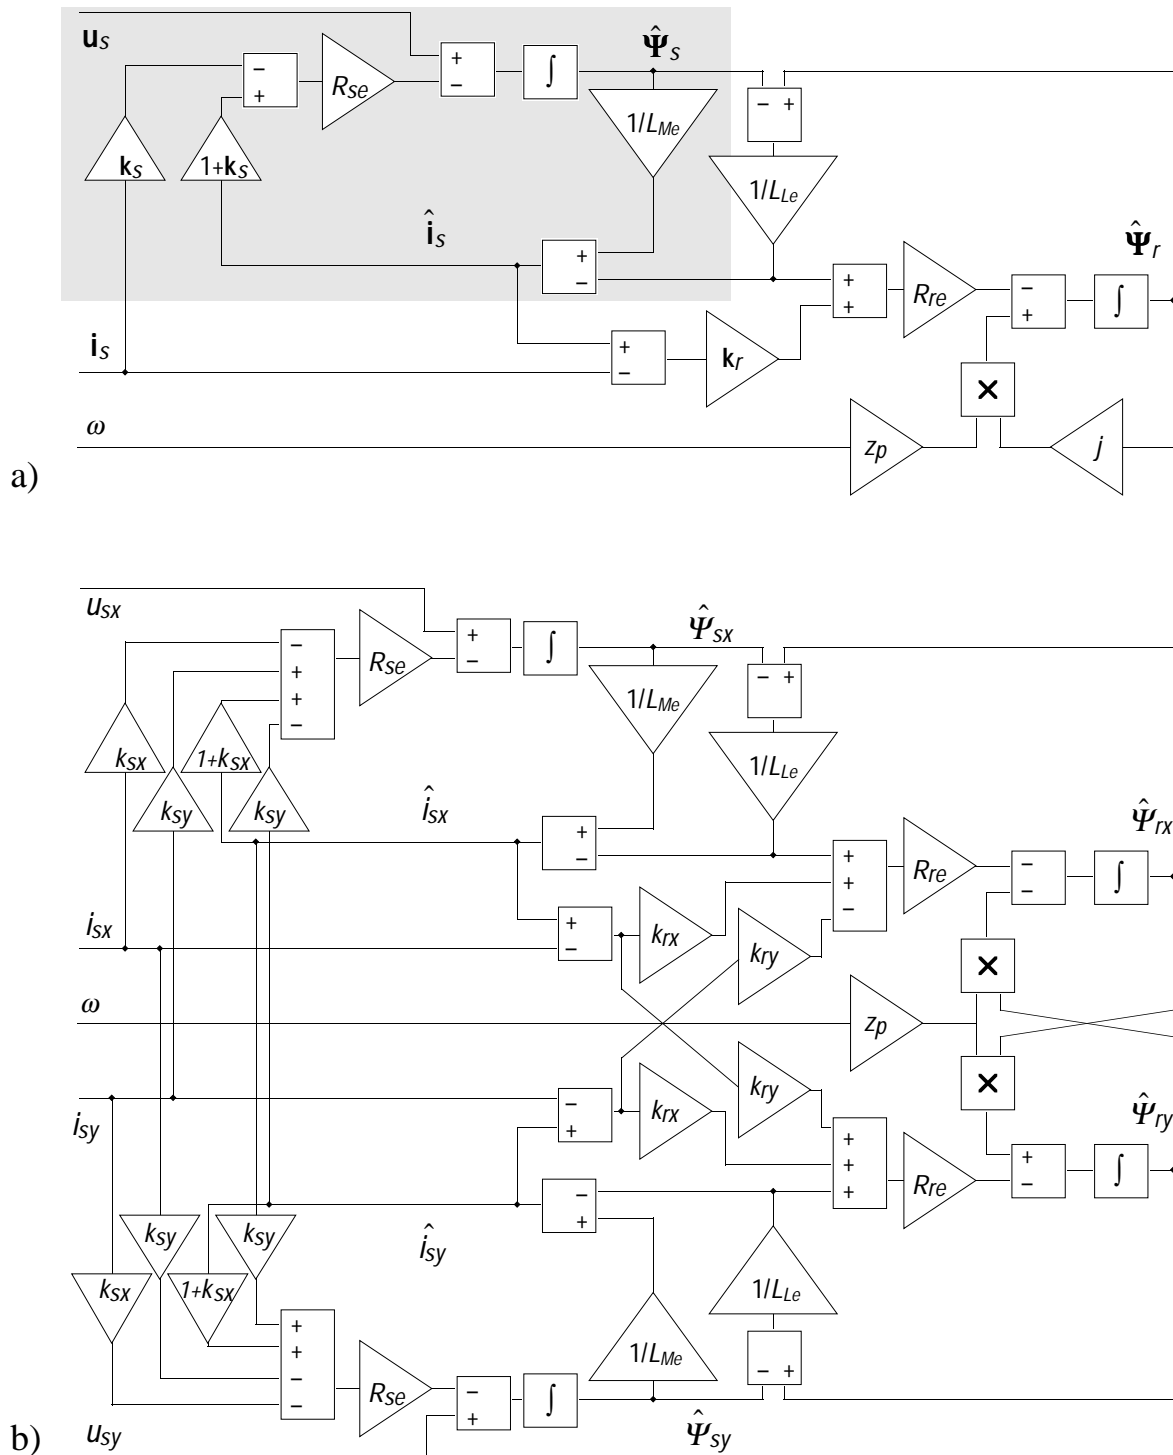 u_s
Ψ̂_s
− + R_se + − ∫
1/L_Me
− +
k_s 1+k_s
1/L_Le
î_s
+ −
Ψ̂_r
+ + R_re − + ∫
i_s
+ − k_r
×
ω
z_p j
a)
u_sx
Ψ̂_sx
− + + − R_se + − ∫
1/L_Me
− +
k_sx 1+k_sx
1/L_Le
k_sy k_sy
î_sx
+ −
Ψ̂_rx
+ + − R_re − − ∫
i_sx
+ − k_rx k_ry
×
ω
z_p
×
k_ry
i_sy
− + k_rx
Ψ̂_ry
+ + + R_re + − ∫
− +
î_sy
k_sy k_sy
k_sx 1+k_sx
1/L_Le
+ + − −
1/L_Me
− +
R_se − + ∫
u_sy
Ψ̂_sy
b)